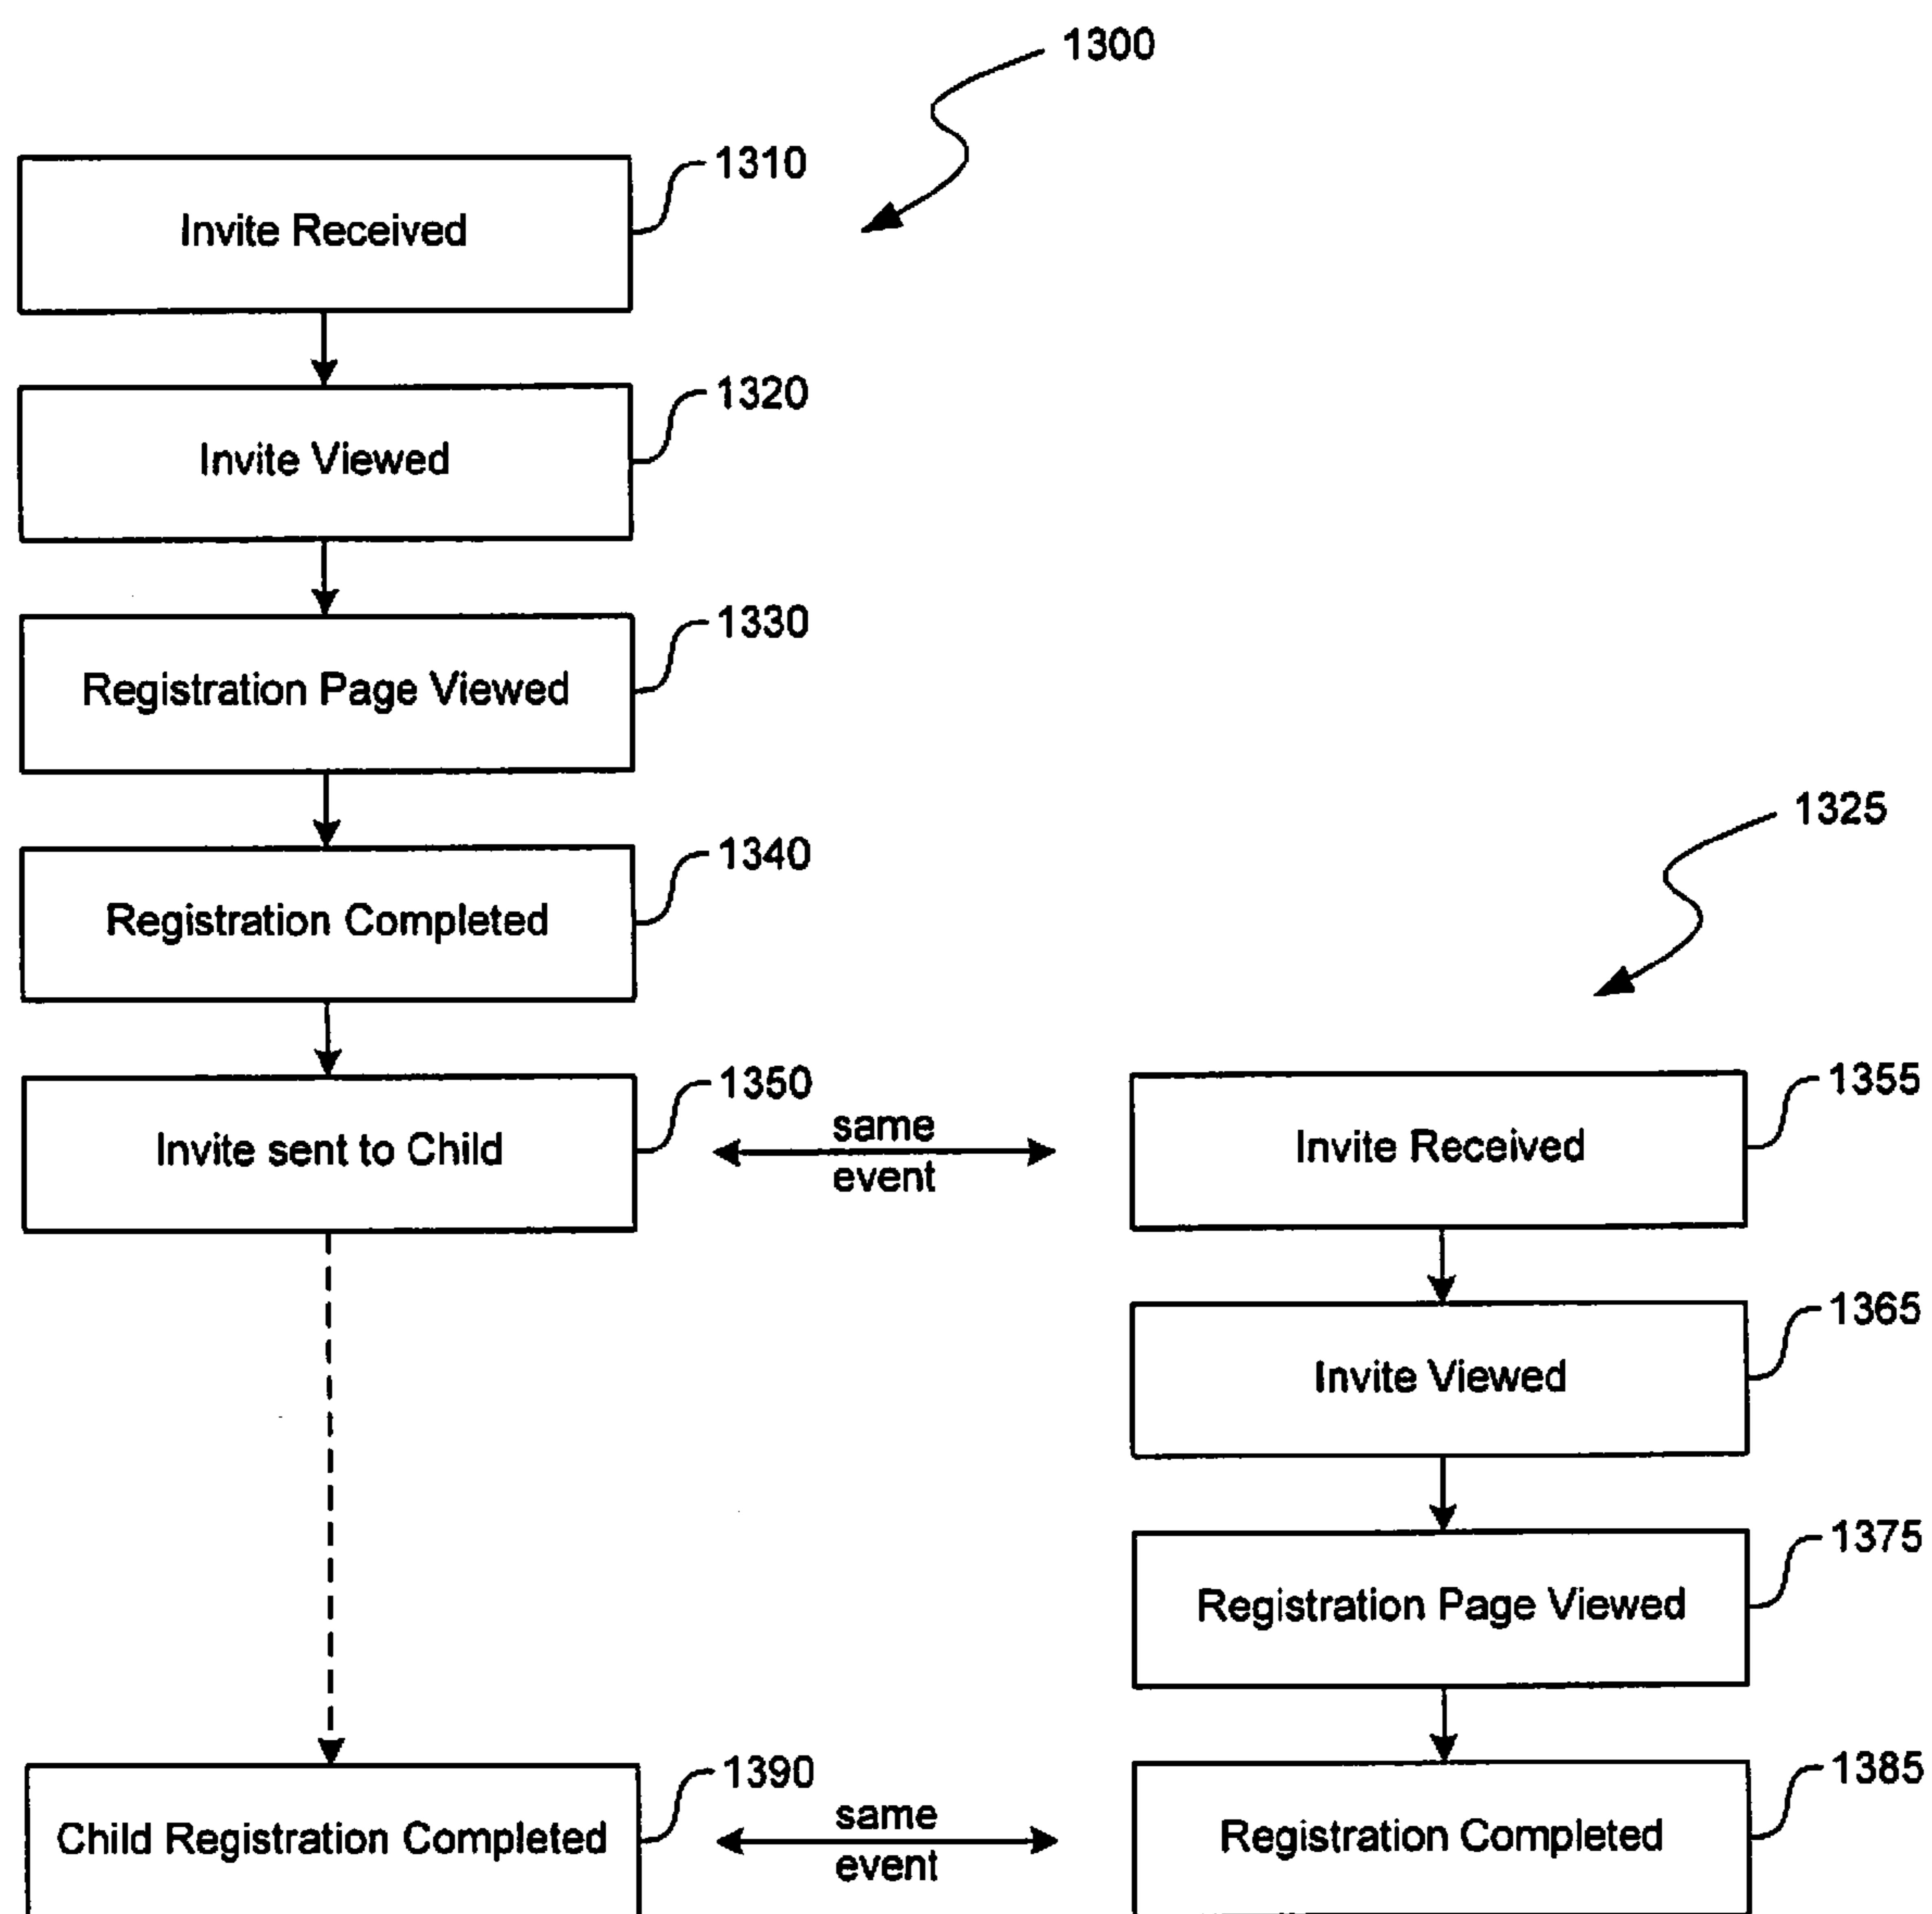 1300
1310
Invite Received
1320
Invite Viewed
1330
Registration Page Viewed
1325
1340
Registration Completed
1350
Invite sent to Child
same
event
1355
Invite Received
1365
Invite Viewed
1375
Registration Page Viewed
1390
Child Registration Completed
same
event
1385
Registration Completed